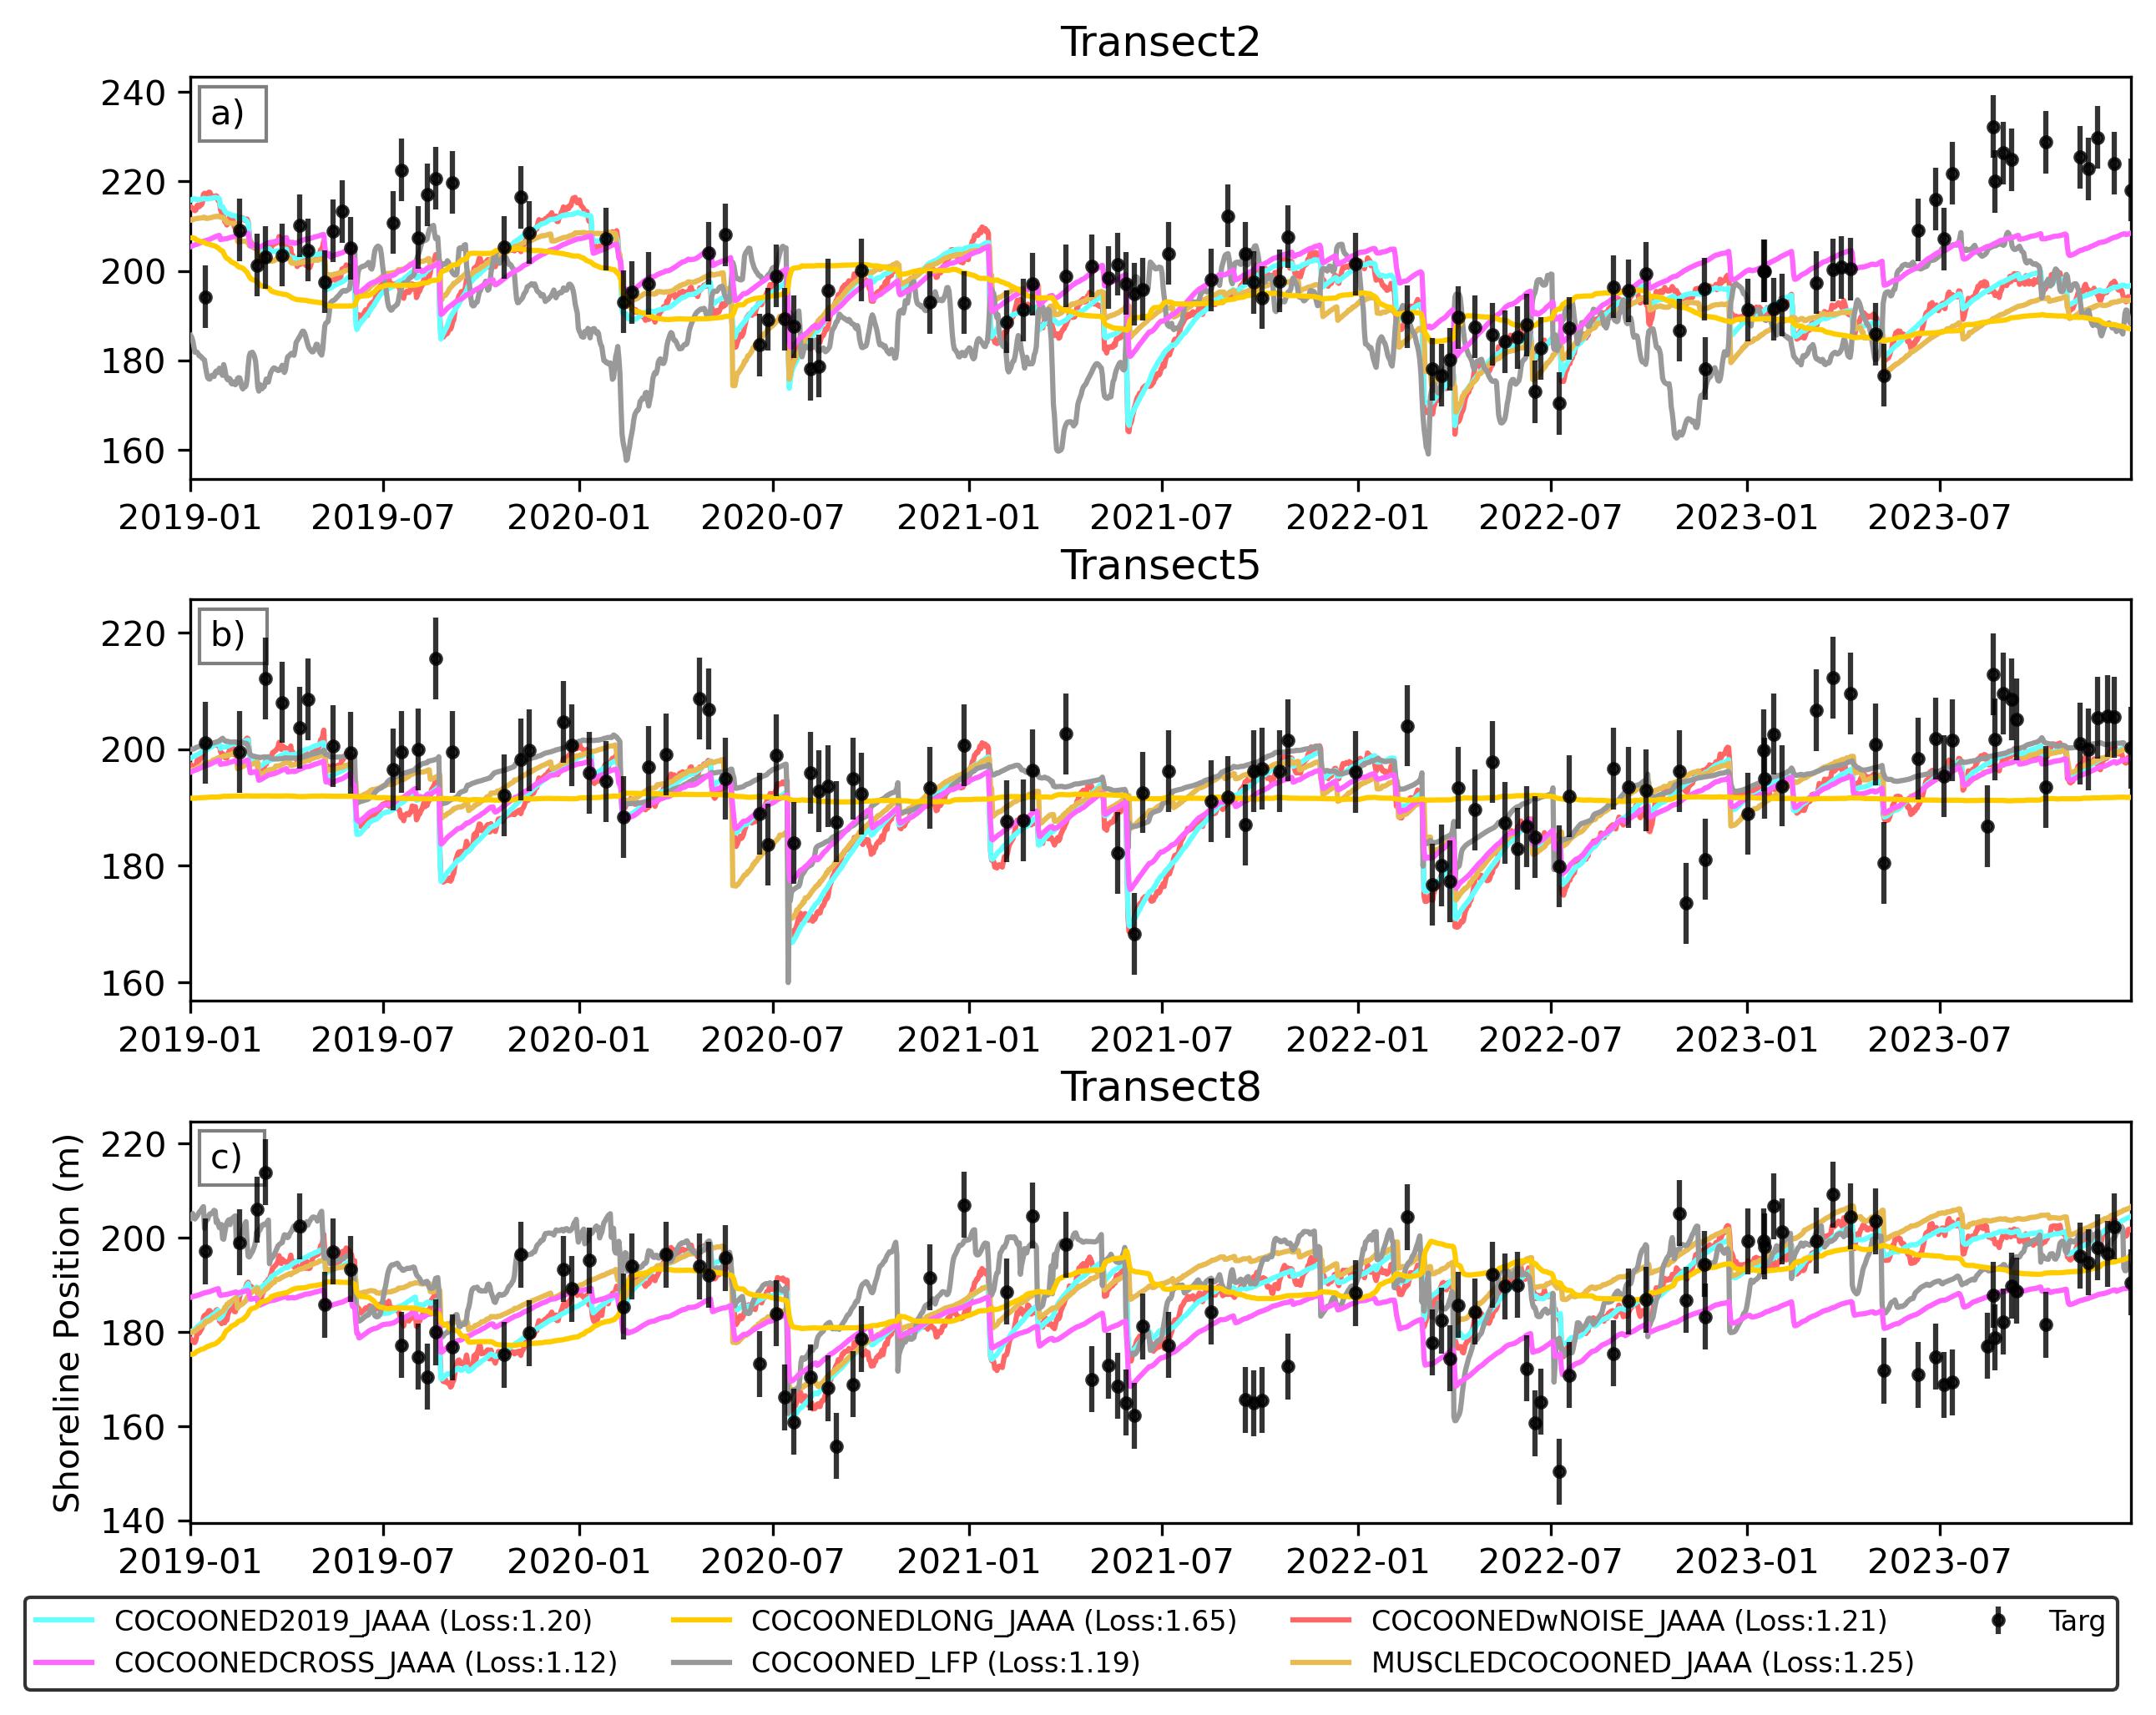 Transect2
a)
240
220
200
180
160
2019-01 2019-07 2020-01 2020-07 2021-01 2021-07 2022-01 2022-07 2023-01 2023-07
Transect5
b)
220
200
180
160
2019-01 2019-07 2020-01 2020-07 2021-01 2021-07 2022-01 2022-07 2023-01 2023-07
Transect8
c)
Shoreline Position (m)
220
200
180
160
140
2019-01 2019-07 2020-01 2020-07 2021-01 2021-07 2022-01 2022-07 2023-01 2023-07
COCOONED2019_JAAA (Loss:1.20) COCOONEDLONG_JAAA (Loss:1.65) COCOONEDwNOISE_JAAA (Loss:1.21) Targ
COCOONEDCROSS_JAAA (Loss:1.12) COCOONED_LFP (Loss:1.19) MUSCLEDCOCOONED_JAAA (Loss:1.25)